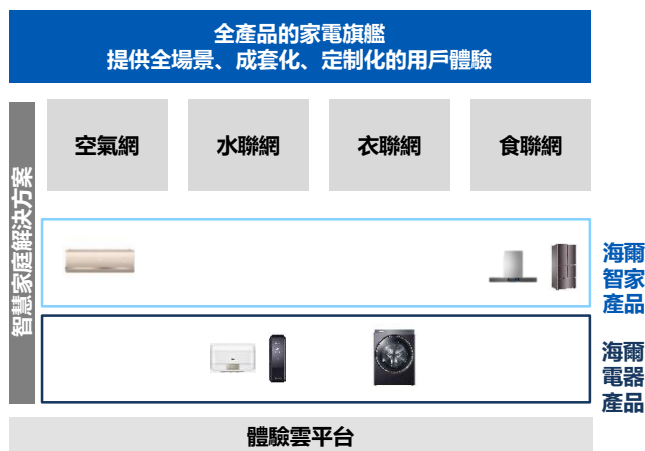 全產品的家電旗艦
提供全場景、成套化、定制化的用戶體驗
智慧家庭解決方案
空氣網
水聯網
衣聯網
食聯網
海爾
智家
產品
海爾
電器
產品
體驗雲平台